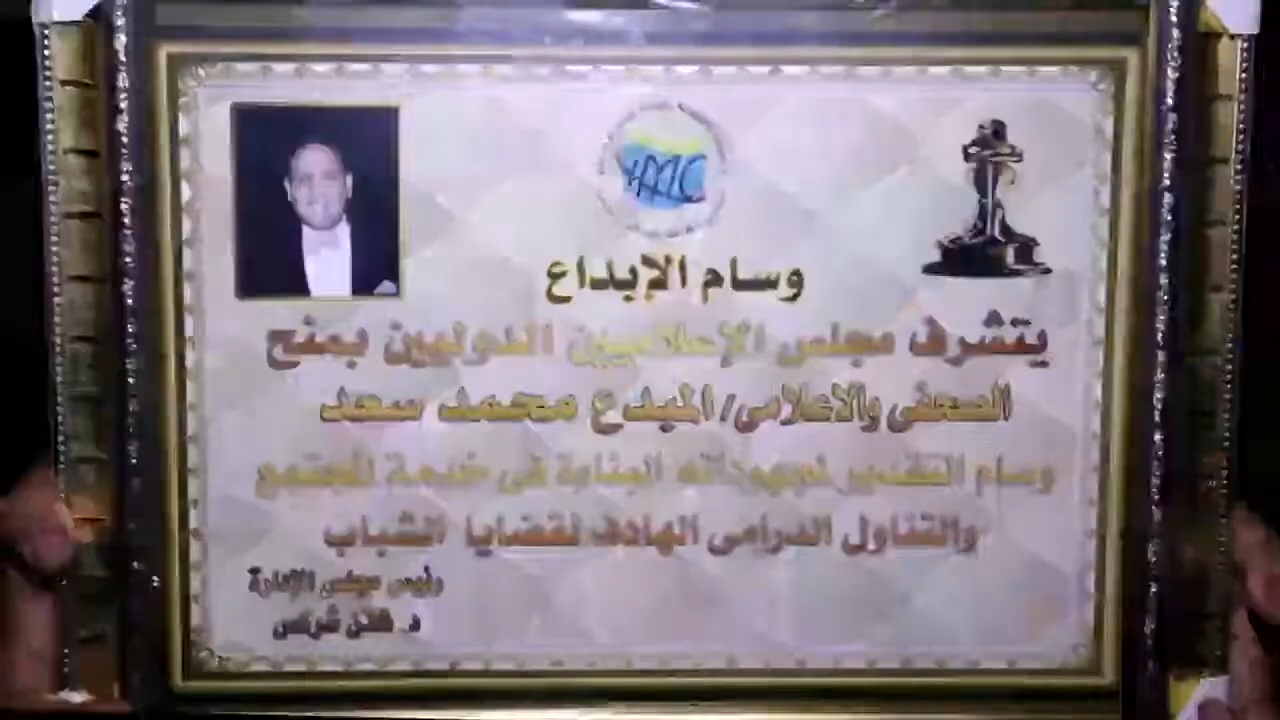 وسام الإبداع
يتشرف مجلس الإعلاميين الدوليين بمنح
الصحفى والاعلامى/ المبدع محمد سعد
وسام التقدير لمجهوداته البناءة فى خدمة المجتمع
والتناول الدرامى الهادف لقضايا الشباب
رئيس مجلس الإدارة
د.